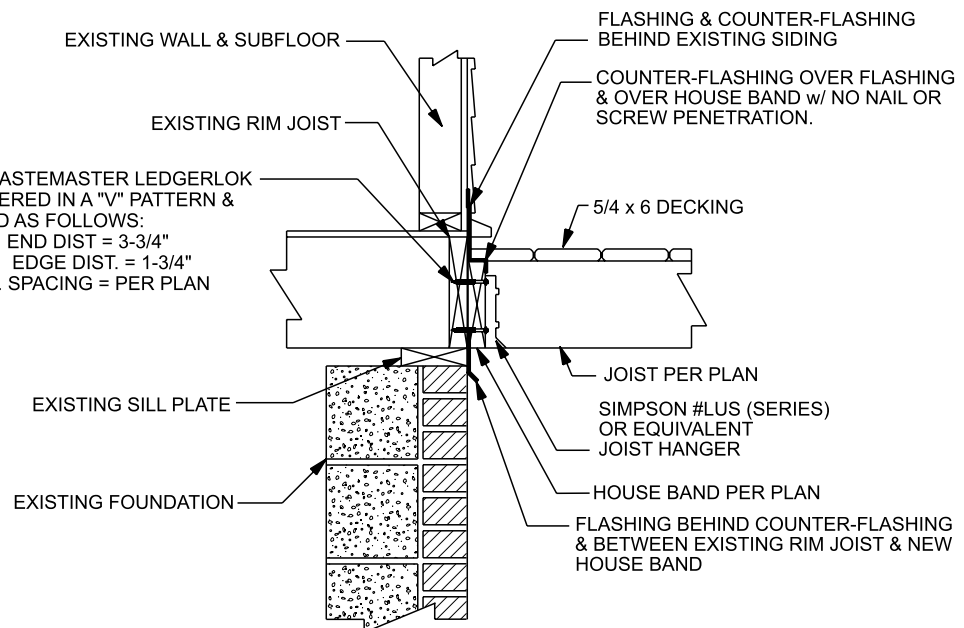 EXISTING WALL & SUBFLOOR
FLASHING & COUNTER-FLASHING
BEHIND EXISTING SIDING
COUNTER-FLASHING OVER FLASHING
& OVER HOUSE BAND w/ NO NAIL OR
SCREW PENETRATION.
EXISTING RIM JOIST
ASTEMASTER LEDGERLOK
ERED IN A "V" PATTERN &
D AS FOLLOWS:
END DIST = 3-3/4"
EDGE DIST. = 1-3/4"
SPACING = PER PLAN
5/4 x 6 DECKING
EXISTING SILL PLATE
EXISTING FOUNDATION
JOIST PER PLAN
SIMPSON #LUS (SERIES)
OR EQUIVALENT
JOIST HANGER
HOUSE BAND PER PLAN
FLASHING BEHIND COUNTER-FLASHING
& BETWEEN EXISTING RIM JOIST & NEW
HOUSE BAND